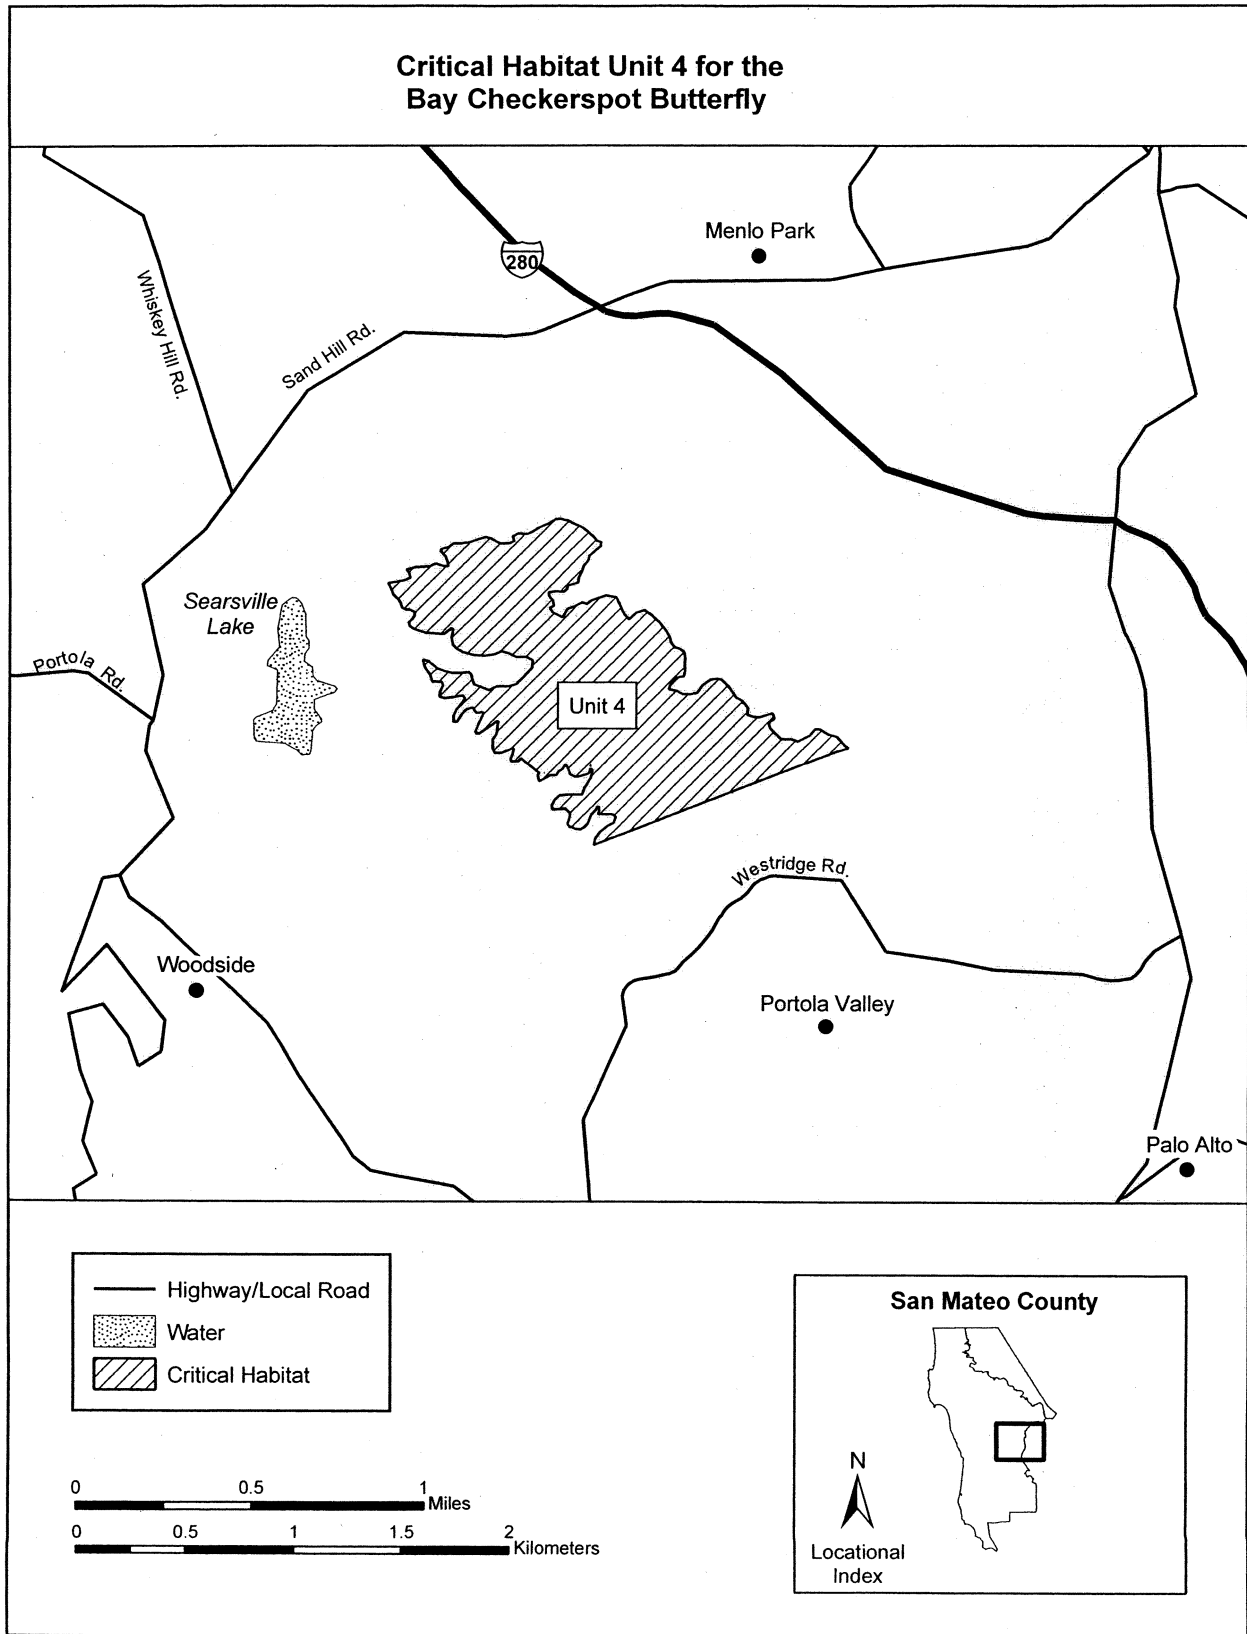 Critical Habitat Unit 4 for the
Bay Checkerspot Butterfly
Menlo Park
280
Whiskey Hill Rd.
Sand Hill Rd.
Searsville
Lake
Portola Rd.
Unit 4
Westridge Rd.
Woodside
Portola Valley
Palo Alto
Highway/Local Road
Water
Critical Habitat
San Mateo County
N
Locational
Index
0 0.5 1
Miles
0 0.5 1 1.5 2
Kilometers